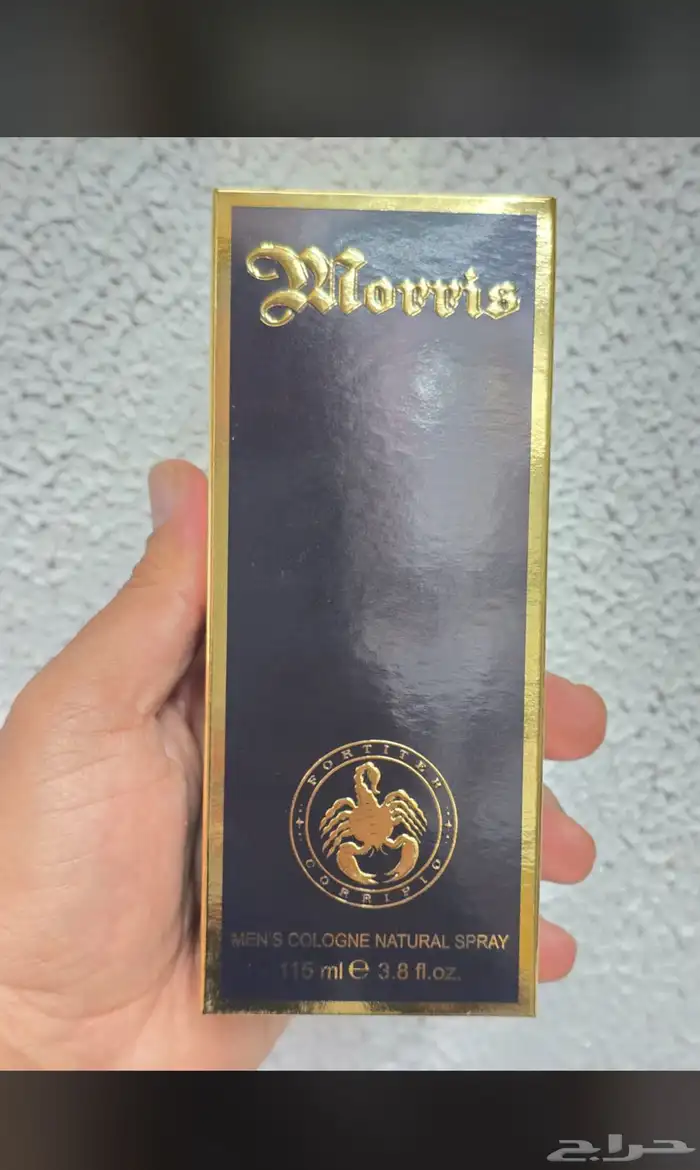 Morris
FORTITER
CORRIPIO
MEN'S COLOGNE NATURAL SPRAY
115 ml ℮ 3.8 fl.oz.
حراج